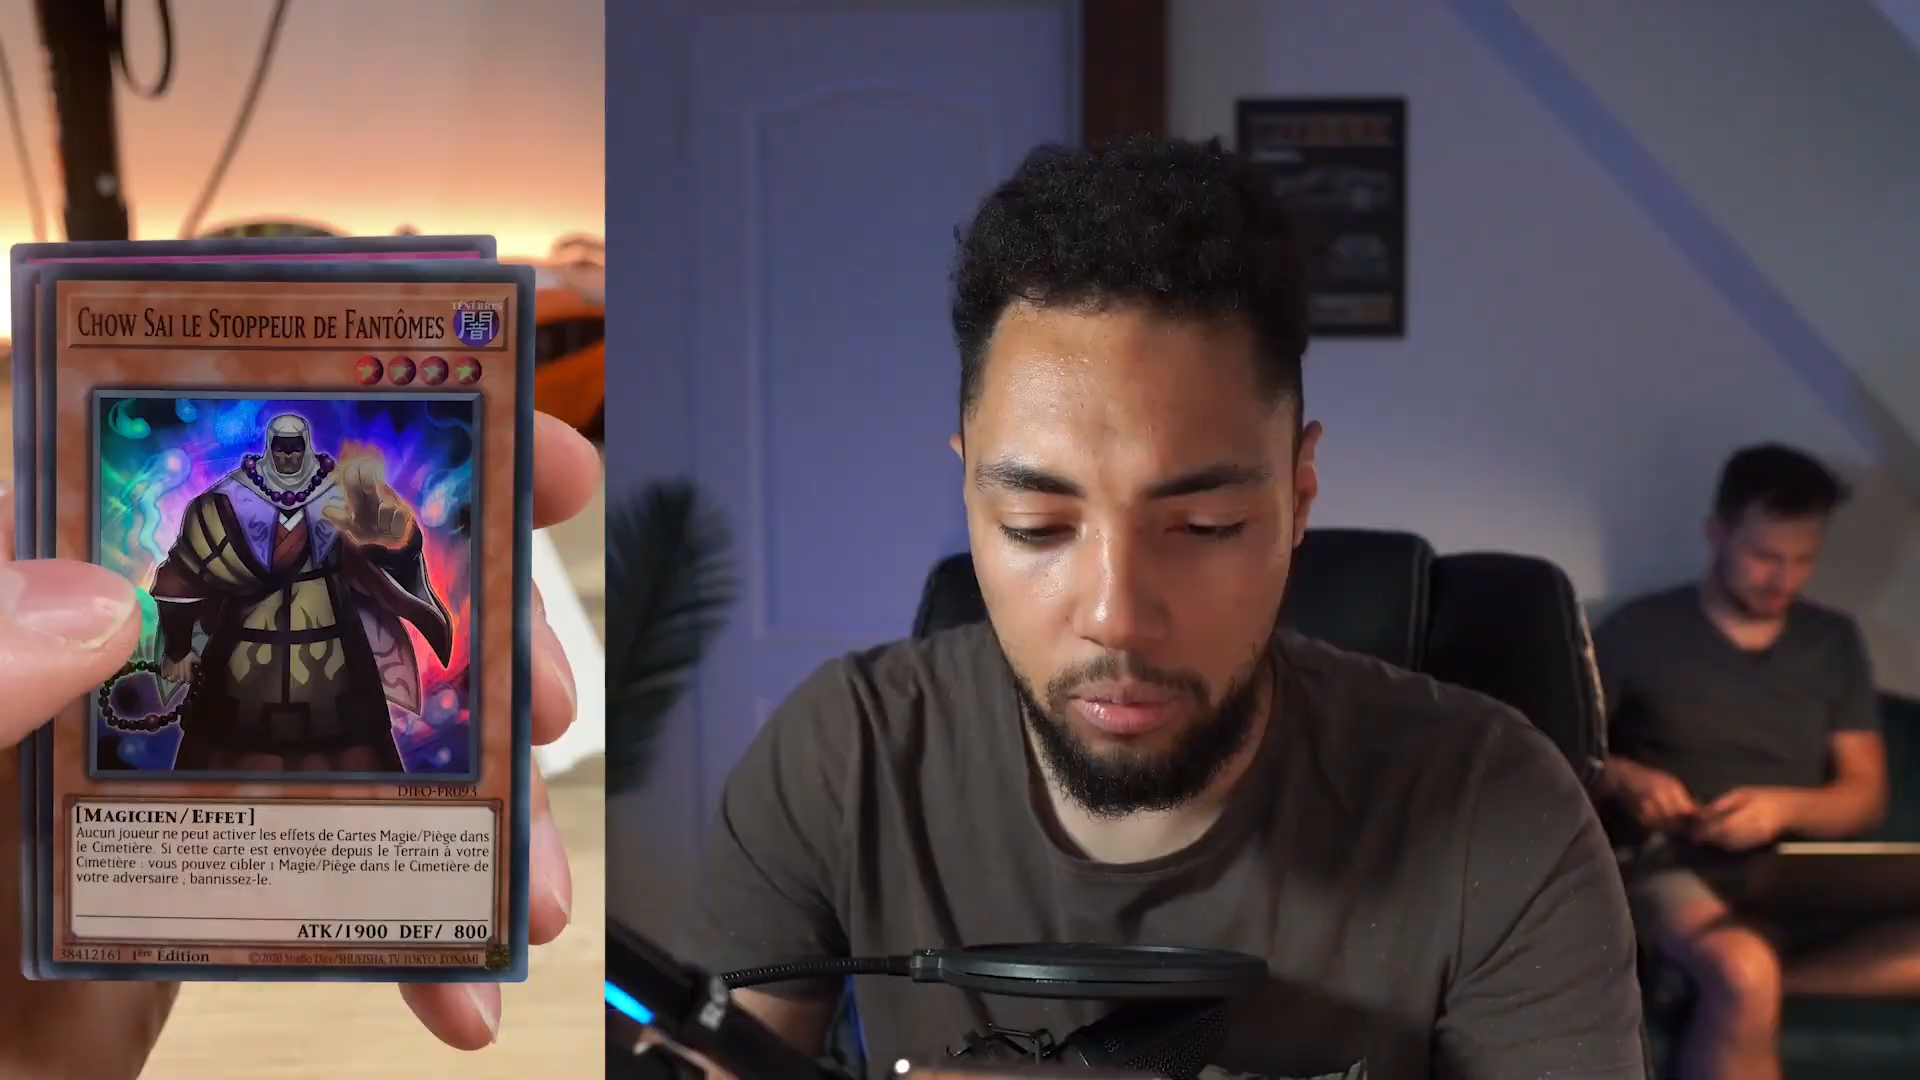 Chow Sai le Stoppeur de Fantômes
TÉNÈBRES
闇
DIFO-FR093
[Magicien/Effet]
Aucun joueur ne peut activer les effets de Cartes Magie/Piège dans
le Cimetière. Si cette carte est envoyée depuis le Terrain à votre
Cimetière : vous pouvez cibler 1 Magie/Piège dans le Cimetière de
votre adversaire ; bannissez-le.
ATK/1900 DEF/ 800
38412161 1ère Édition
©2020 Studio Dice/SHUEISHA, TV TOKYO, KONAMI